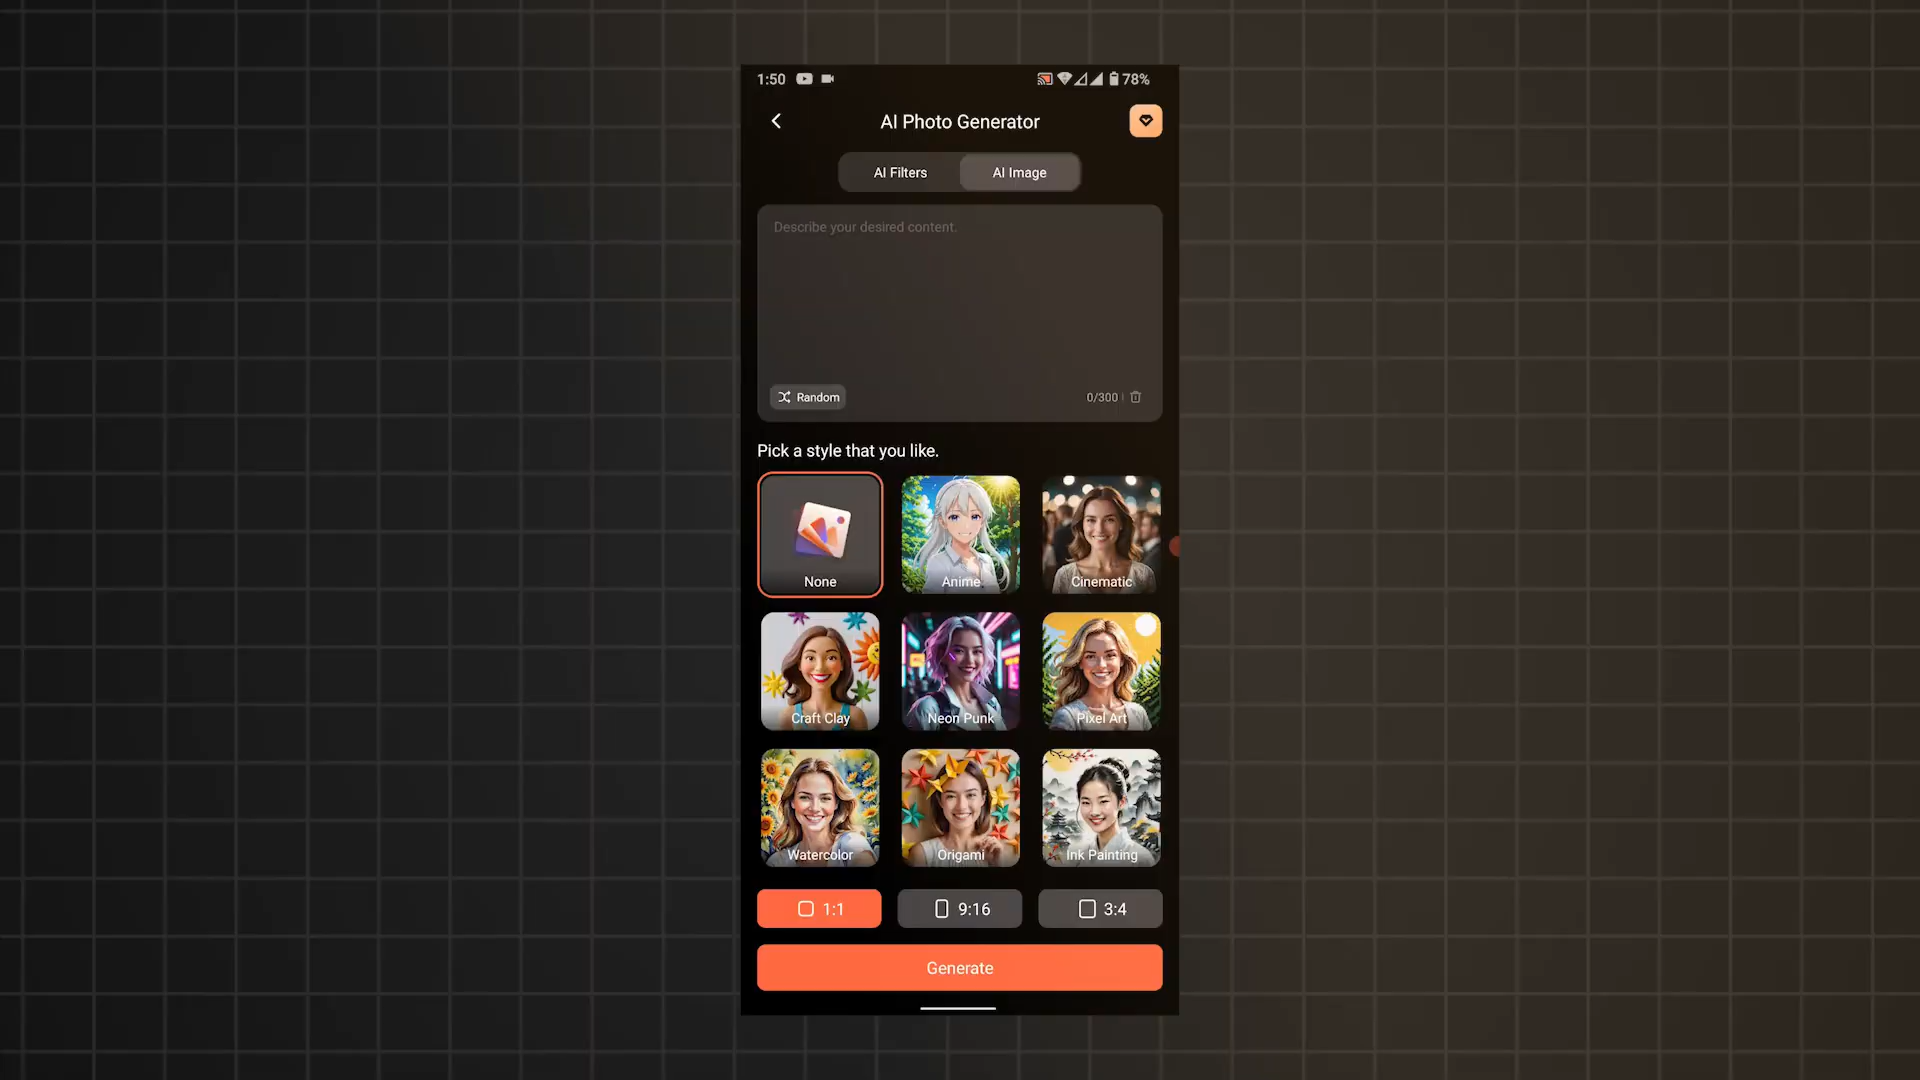 1:50 78%
AI Photo Generator
AI Filters AI Image
Describe your desired content.
Random 0/300
Pick a style that you like.
None Anime Cinematic
Craft Clay Neon Punk Pixel Art
Watercolor Origami Ink Painting
1:1 9:16 3:4
Generate